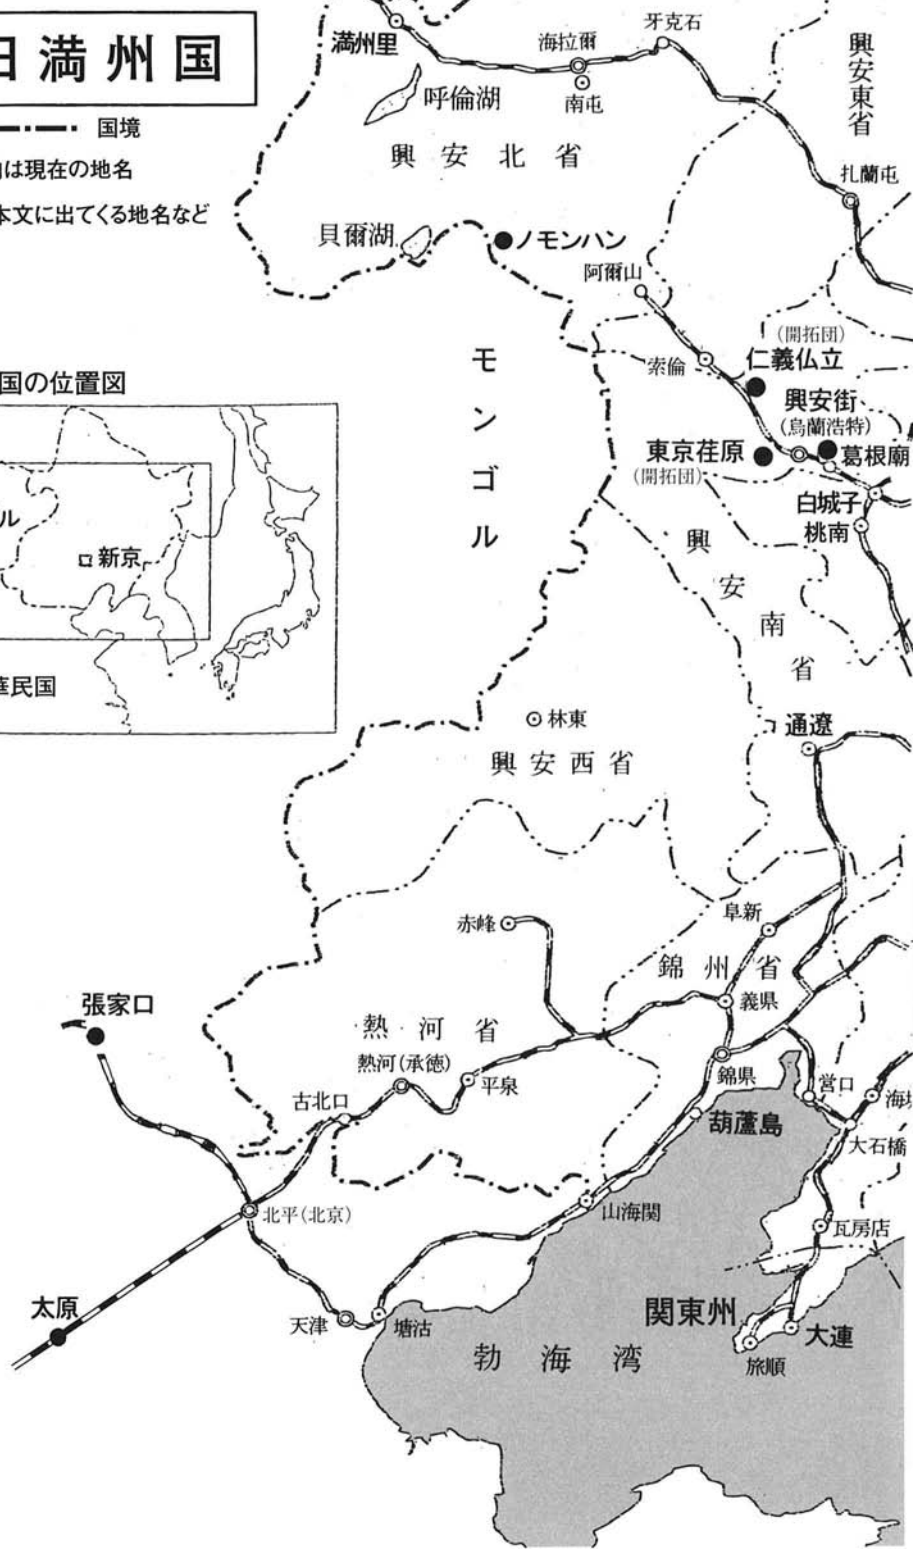 旧満州国
国境
は現在の地名
本文に出てくる地名など
国の位置図
ル
新京
華民国
満州里
海拉爾
牙克石
南屯
呼倫湖
興安東省
興安北省
扎蘭屯
貝爾湖
ノモンハン
阿爾山
モンゴル
(開拓団)
仁義仏立
索倫
興安街
(烏蘭浩特)
東京荏原
(開拓団)
葛根廟
白城子
桃南
興安南省
林東
通遼
興安西省
赤峰
阜新
錦州省
張家口
義県
熱河省
熱河(承徳)
平泉
錦県
営口
古北口
葫蘆島
大石橋
北平(北京)
山海関
瓦房店
太原
天津
塘沽
関東州
大連
旅順
勃海湾